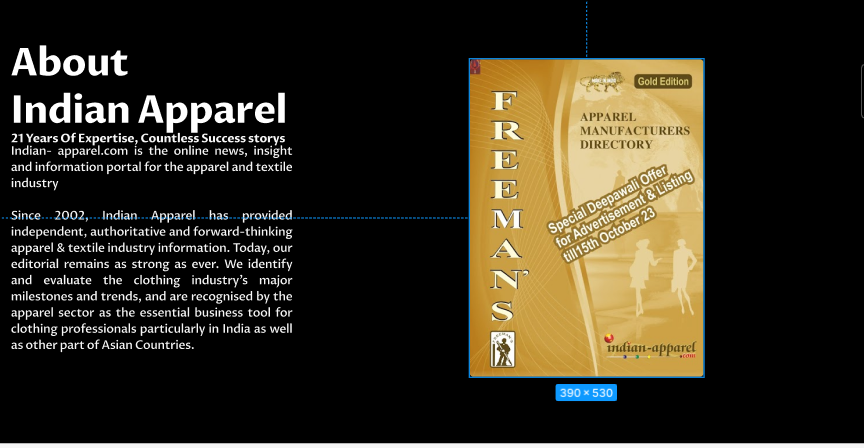 About
Indian Apparel
21 Years Of Expertise, Countless Success storys
Indian- apparel.com is the online news, insight
and information portal for the apparel and textile
industry
Since 2002, Indian Apparel has provided
independent, authoritative and forward-thinking
apparel & textile industry information. Today, our
editorial remains as strong as ever. We identify
and evaluate the clothing industry's major
milestones and trends, and are recognised by the
apparel sector as the essential business tool for
clothing professionals particularly in India as well
as other part of Asian Countries.
FREEMAN'S
Gold Edition
APPAREL
MANUFACTURERS
DIRECTORY
Special Deepawali Offer
for Advertisement & Listing
till15th October 23
indian-apparel
.com
390 × 530